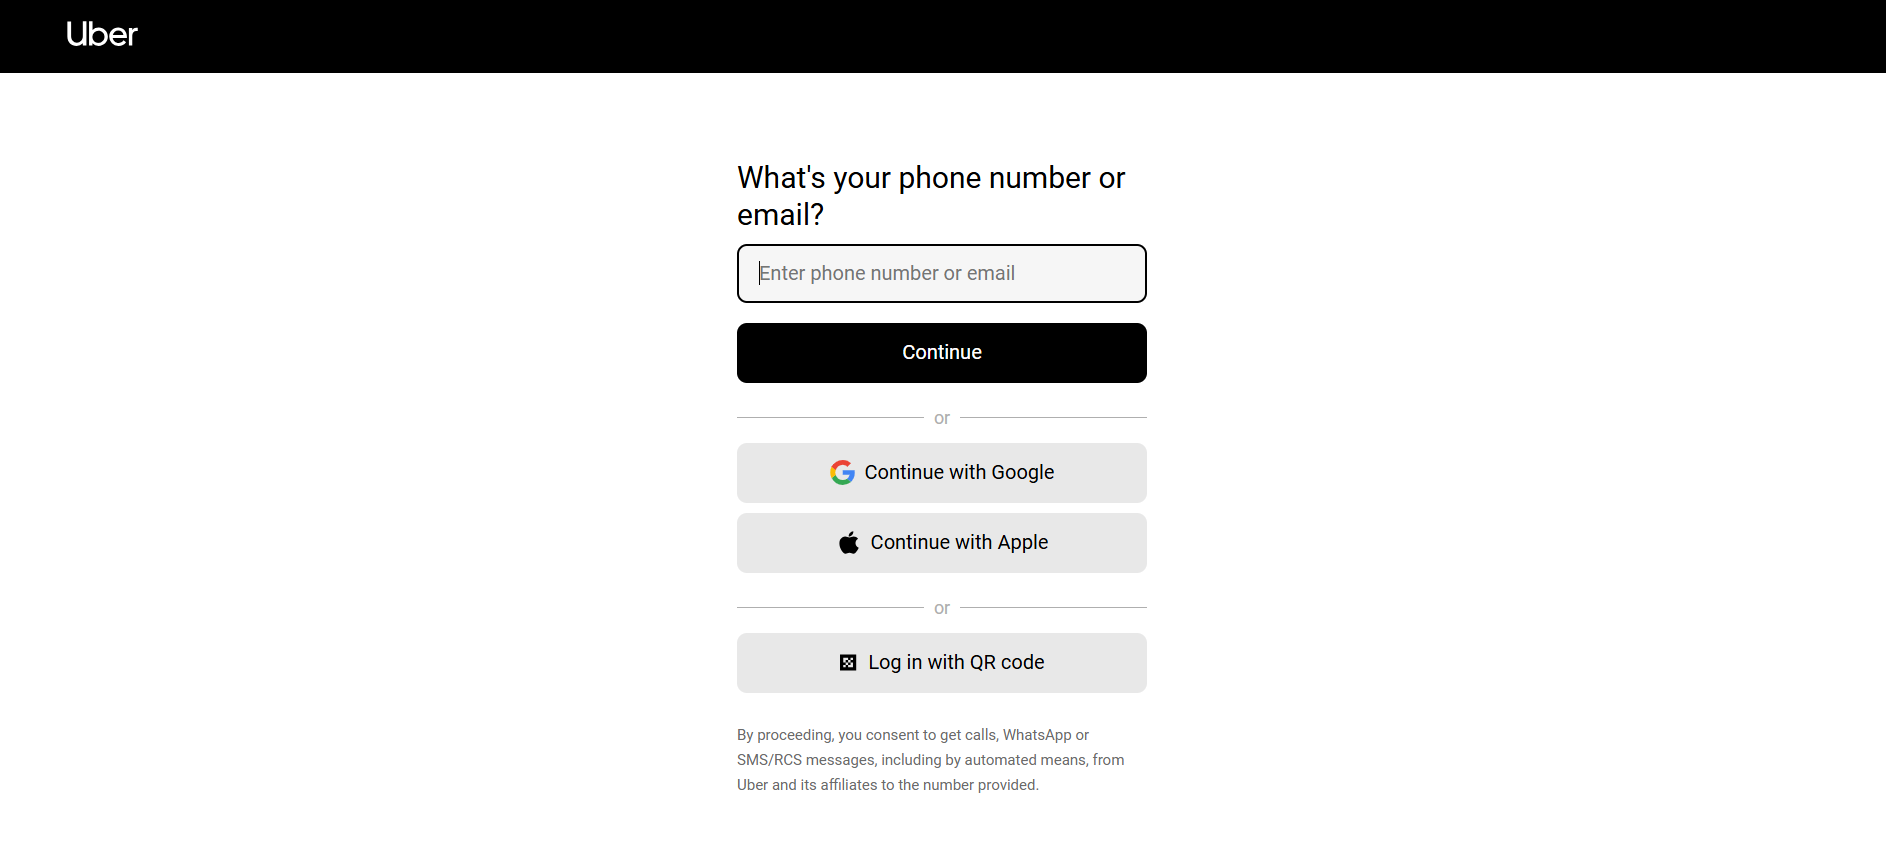 Uber
What's your phone number or
email?
Enter phone number or email
Continue
or
Continue with Google
Continue with Apple
or
Log in with QR code
By proceeding, you consent to get calls, WhatsApp or
SMS/RCS messages, including by automated means, from
Uber and its affiliates to the number provided.